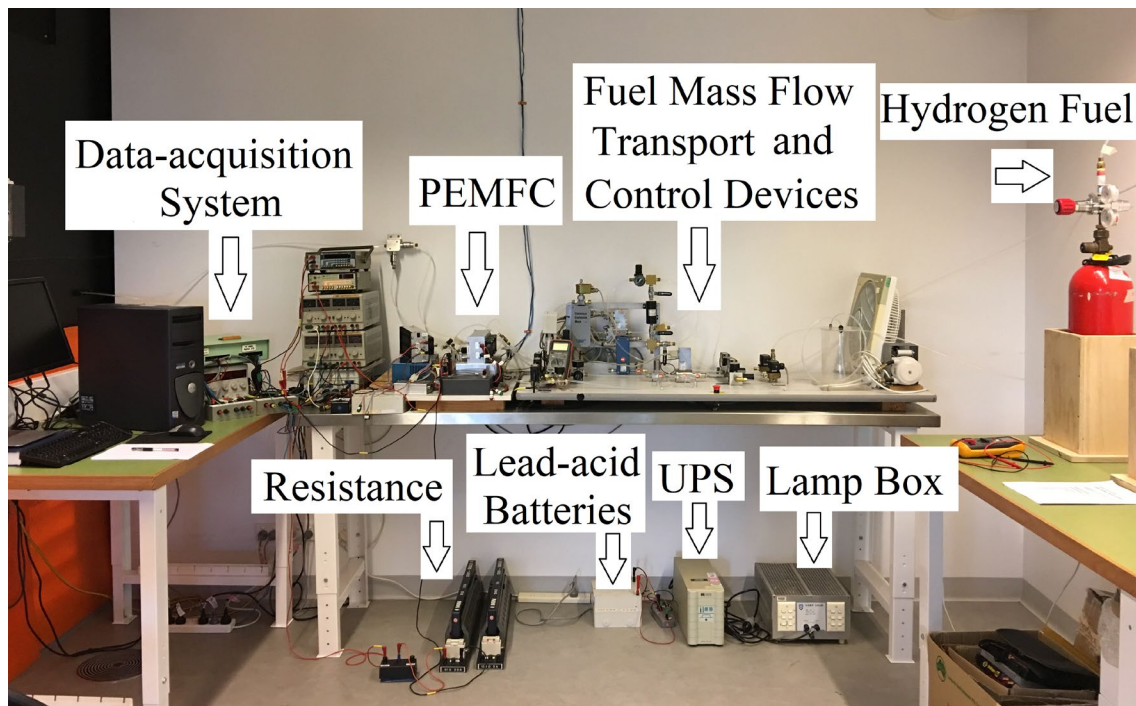 Fuel Mass Flow
Transport and
Control Devices
Hydrogen Fuel
Data-acquisition
System
PEMFC
Resistance
Lead-acid
Batteries
UPS
Lamp Box